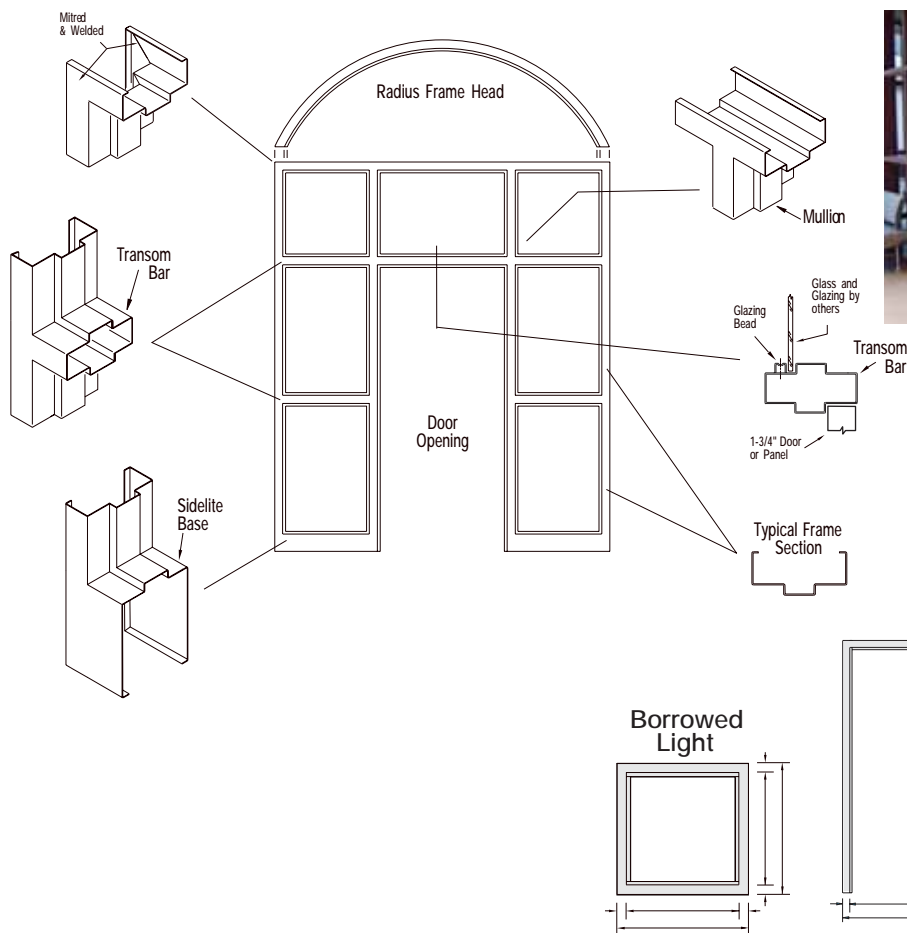 Mitred
& Welded
Radius Frame Head
Mullion
Transom
Bar
Glazing
Bead
Glass and
Glazing by
others
Transom
Bar
Door
Opening
1-3/4" Door
or Panel
Sidelite
Base
Typical Frame
Section
Borrowed
Light